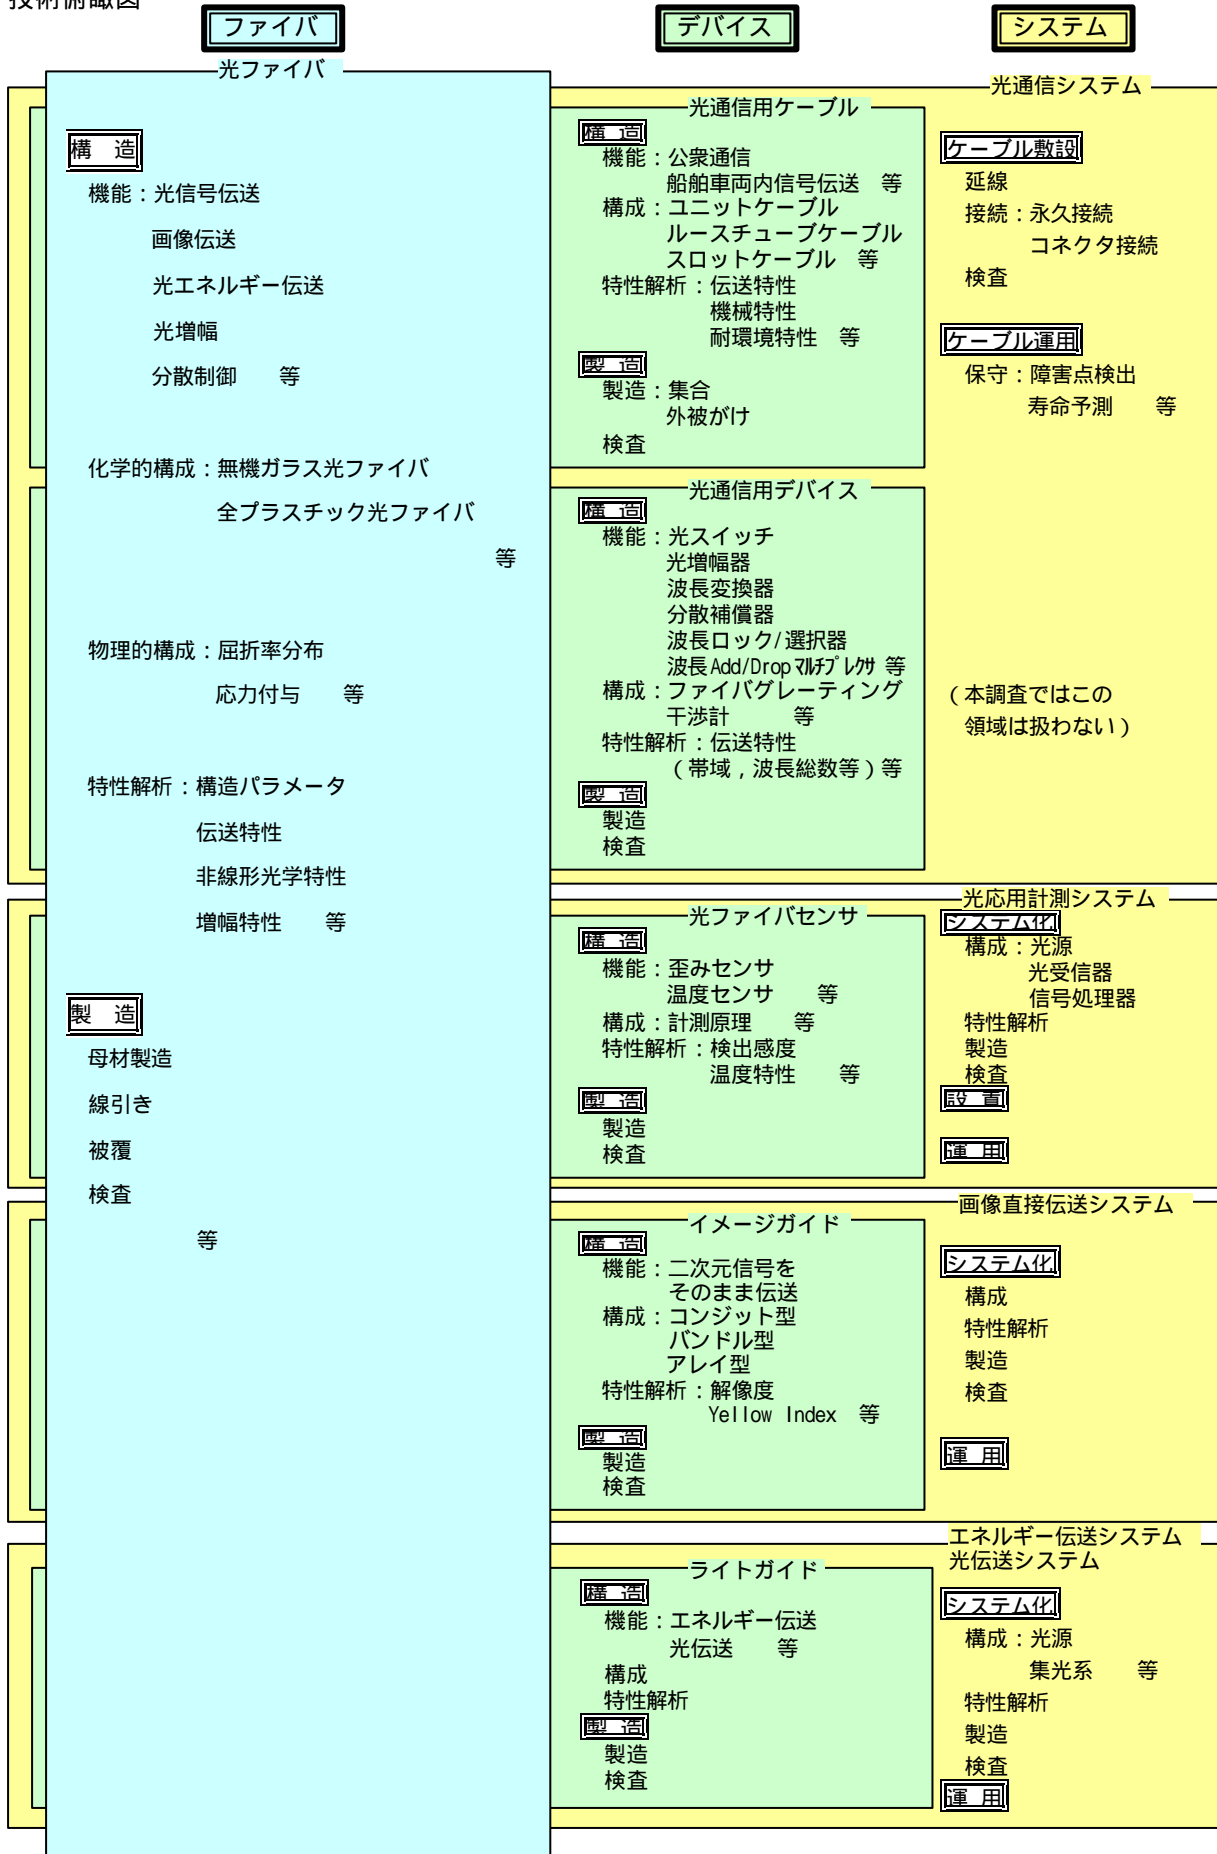 技術俯瞰図
ファイバ
デバイス
システム
光ファイバ
構　造
機能：光信号伝送
画像伝送
光エネルギー伝送
光増幅
分散制御　　等
化学的構成：無機ガラス光ファイバ
全プラスチック光ファイバ
等
物理的構成：屈折率分布
応力付与　　等
特性解析：構造パラメータ
伝送特性
非線形光学特性
増幅特性　　等
製　造
母材製造
線引き
被覆
検査
等
光通信用ケーブル
構　造
機能：公衆通信
船舶車両内信号伝送　等
構成：ユニットケーブル
ルースチューブケーブル
スロットケーブル　等
特性解析：伝送特性
機械特性
耐環境特性　等
製　造
製造：集合
外被がけ
検査
光通信用デバイス
構　造
機能：光スイッチ
光増幅器
波長変換器
分散補償器
波長ロック/選択器
波長Add/Dropﾏﾙﾁﾌﾟﾚｸｻ 等
構成：ファイバグレーティング
干渉計　　　等
特性解析：伝送特性
（帯域，波長総数等）等
製　造
製造
検査
光ファイバセンサ
構　造
機能：歪みセンサ
温度センサ　　等
構成：計測原理　　等
特性解析：検出感度
温度特性　　等
製　造
製造
検査
イメージガイド
構　造
機能：二次元信号を
そのまま伝送
構成：コンジット型
バンドル型
アレイ型
特性解析：解像度
Yellow Index　等
製　造
製造
検査
ライトガイド
構　造
機能：エネルギー伝送
光伝送　　等
構成
特性解析
製　造
製造
検査
光通信システム
ケーブル敷設
延線
接続：永久接続
コネクタ接続
検査
ケーブル運用
保守：障害点検出
寿命予測　　等
（本調査ではこの
領域は扱わない）
光応用計測システム
システム化
構成：光源
光受信器
信号処理器
特性解析
製造
検査
設　置
運　用
画像直接伝送システム
システム化
構成
特性解析
製造
検査
運　用
エネルギー伝送システム
光伝送システム
システム化
構成：光源
集光系　　等
特性解析
製造
検査
運　用